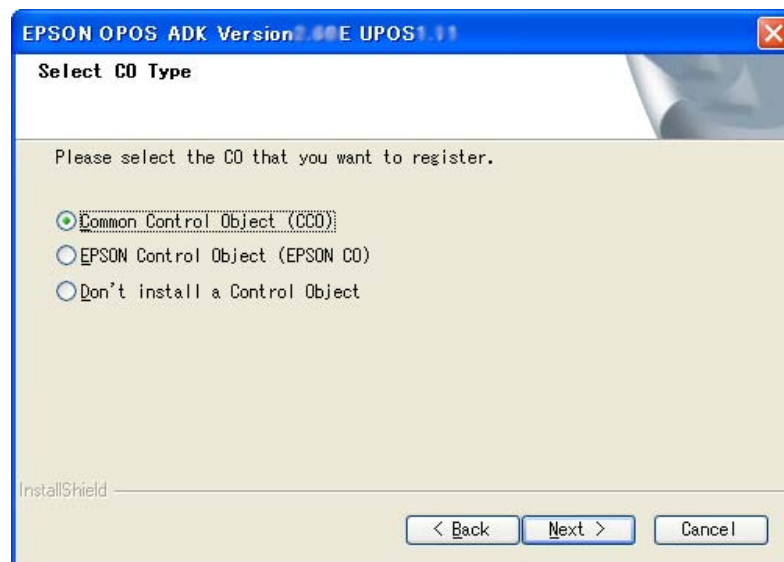 EPSON OPOS ADK Version E UPOS
Select CO Type
Please select the CO that you want to register.
Common Control Object (CCO)
EPSON Control Object (EPSON CO)
Don't install a Control Object
InstallShield
< Back Next > Cancel